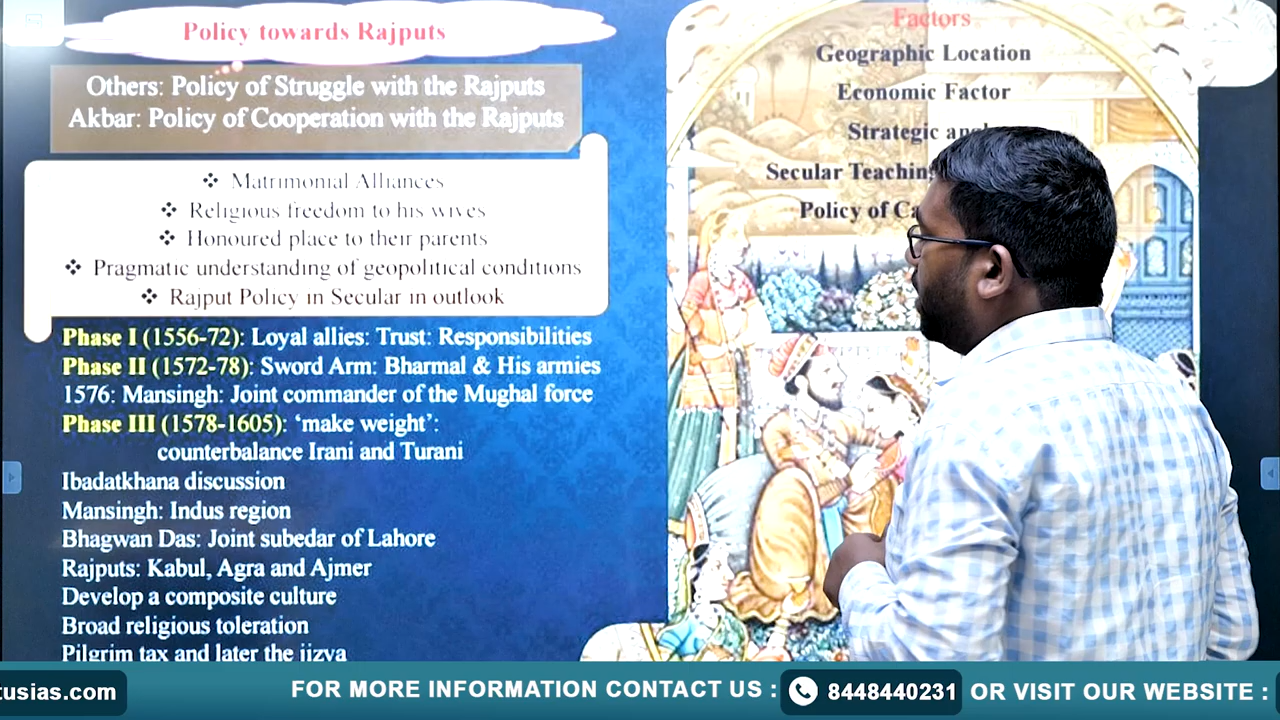 Policy towards Rajputs
Others: Policy of Struggle with the Rajputs
Akbar: Policy of Cooperation with the Rajputs
❖ Matrimonial Alliances
❖ Religious freedom to his wives
❖ Honoured place to their parents
❖ Pragmatic understanding of geopolitical conditions
❖ Rajput Policy in Secular in outlook
Phase I (1556-72): Loyal allies: Trust: Responsibilities
Phase II (1572-78): Sword Arm: Bharmal & His armies
1576: Mansingh: Joint commander of the Mughal force
Phase III (1578-1605): ‘make weight’:
counterbalance Irani and Turani
Ibadatkhana discussion
Mansingh: Indus region
Bhagwan Das: Joint subedar of Lahore
Rajputs: Kabul, Agra and Ajmer
Develop a composite culture
Broad religious toleration
Pilgrim tax and later the jizya
Factors
Geographic Location
Economic Factor
Strategic
Secular
Policy of
tusias.com
FOR MORE INFORMATION CONTACT US : 8448440231 OR VISIT OUR WEBSITE :